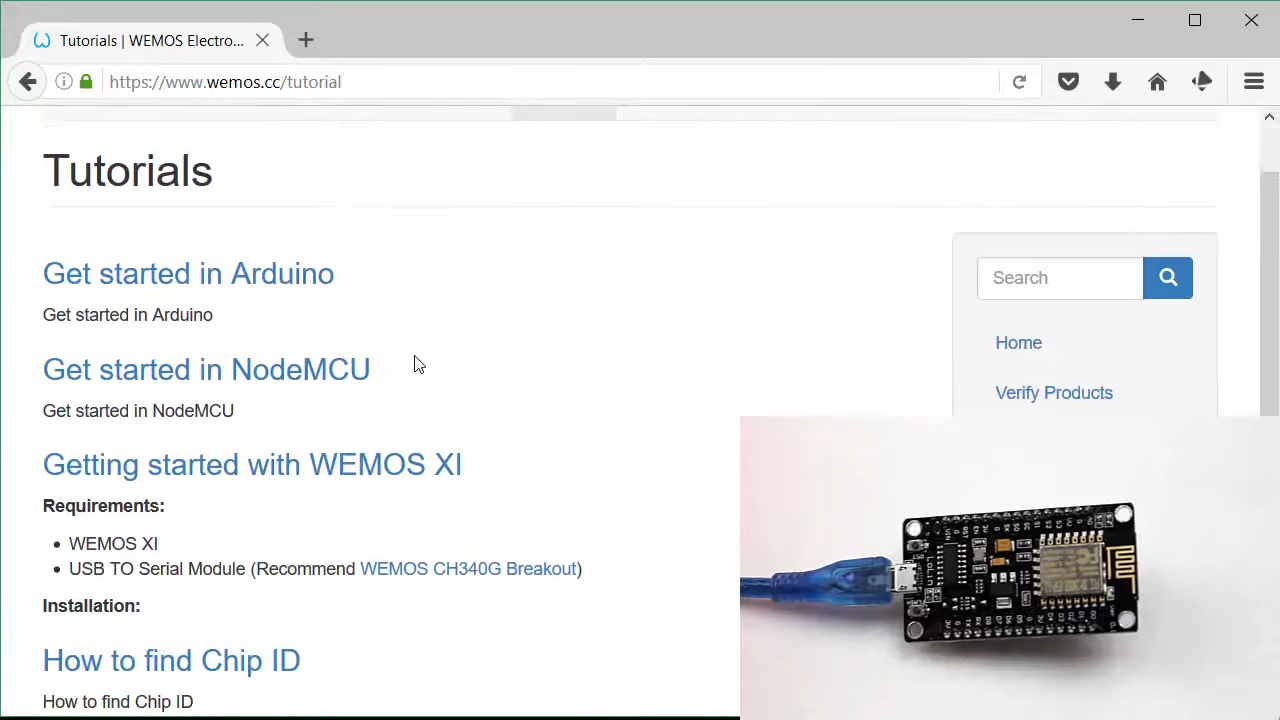 Tutorials | WEMOS Electro...
https://www.wemos.cc/tutorial
Tutorials
Get started in Arduino
Get started in Arduino
Get started in NodeMCU
Get started in NodeMCU
Getting started with WEMOS XI
Requirements:
WEMOS XI
USB TO Serial Module (Recommend WEMOS CH340G Breakout)
Installation:
How to find Chip ID
How to find Chip ID
Search
Home
Verify Products
LoLin